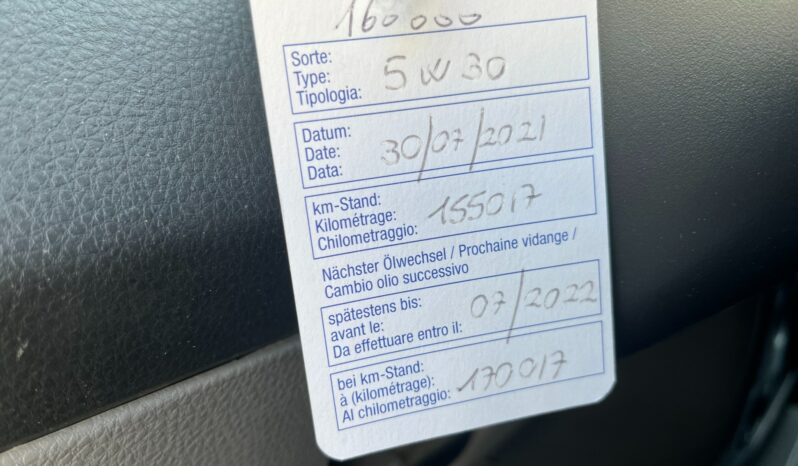 160000
Sorte:
Type: 5W30
Tipologia:
Datum:
Date: 30/07/2021
Data:
km-Stand:
Kilométrage: 155017
Chilometraggio:
Nächster Ölwechsel / Prochaine vidange /
Cambio olio successivo
spätestens bis:
avant le: 07/2022
Da effettuare entro il:
bei km-Stand:
à (kilométrage): 170017
Al chilometraggio: